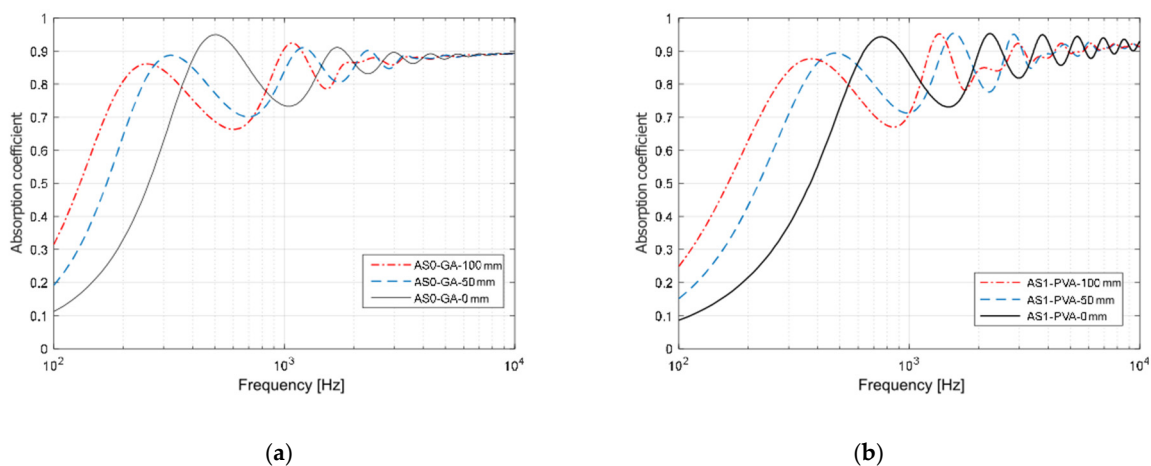 1
0.9
0.8
0.7
0.6
0.5
0.4
0.3
0.2
0.1
0
Absorption coefficient
AS0-GA-100 mm
AS0-GA-50 mm
AS0-GA-0 mm
10² 10³ 10⁴
Frequency [Hz]
(a)
1
0.9
0.8
0.7
0.6
0.5
0.4
0.3
0.2
0.1
0
Absorption coefficient
AS1-PVA-100 mm
AS1-PVA-50 mm
AS1-PVA-0 mm
10² 10³ 10⁴
Frequency [Hz]
(b)